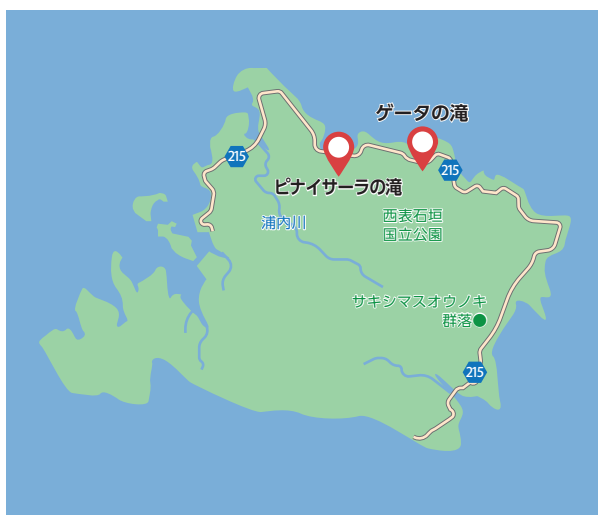 ゲータの滝
215
215
ピナイサーラの滝
浦内川
西表石垣
国立公園
サキシマスオウノキ
群落
215